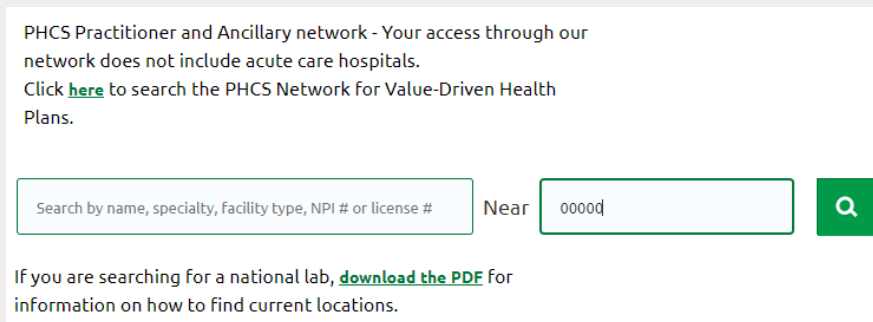 PHCS Practitioner and Ancillary network - Your access through our
network does not include acute care hospitals.
Click here to search the PHCS Network for Value-Driven Health
Plans.
Search by name, specialty, facility type, NPI # or license # Near 00000
If you are searching for a national lab, download the PDF for
information on how to find current locations.